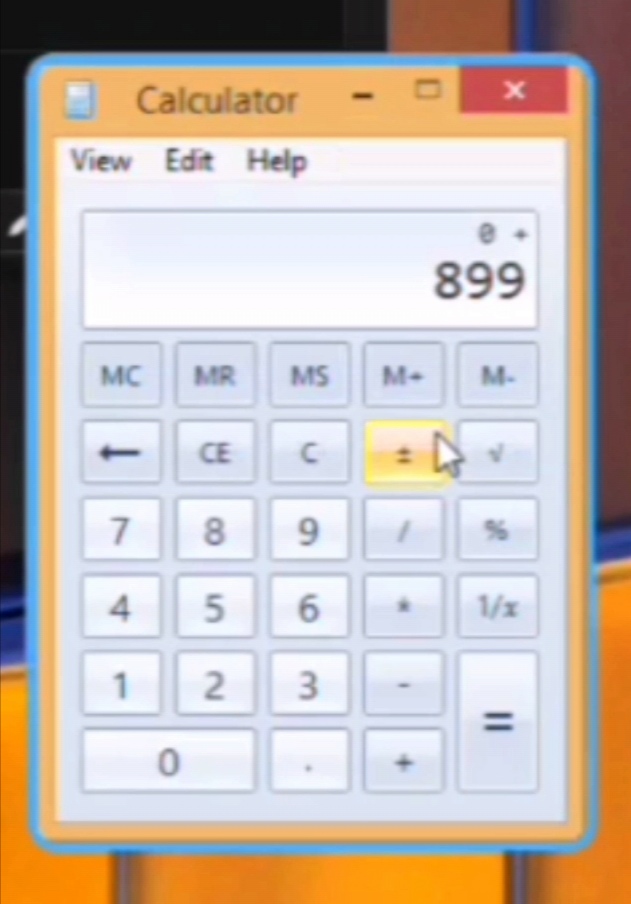 Calculator
View Edit Help
0 +
899
MC MR MS M+ M-
← CE C ± √
7 8 9 / %
4 5 6 * 1/x
1 2 3 - =
0 . +